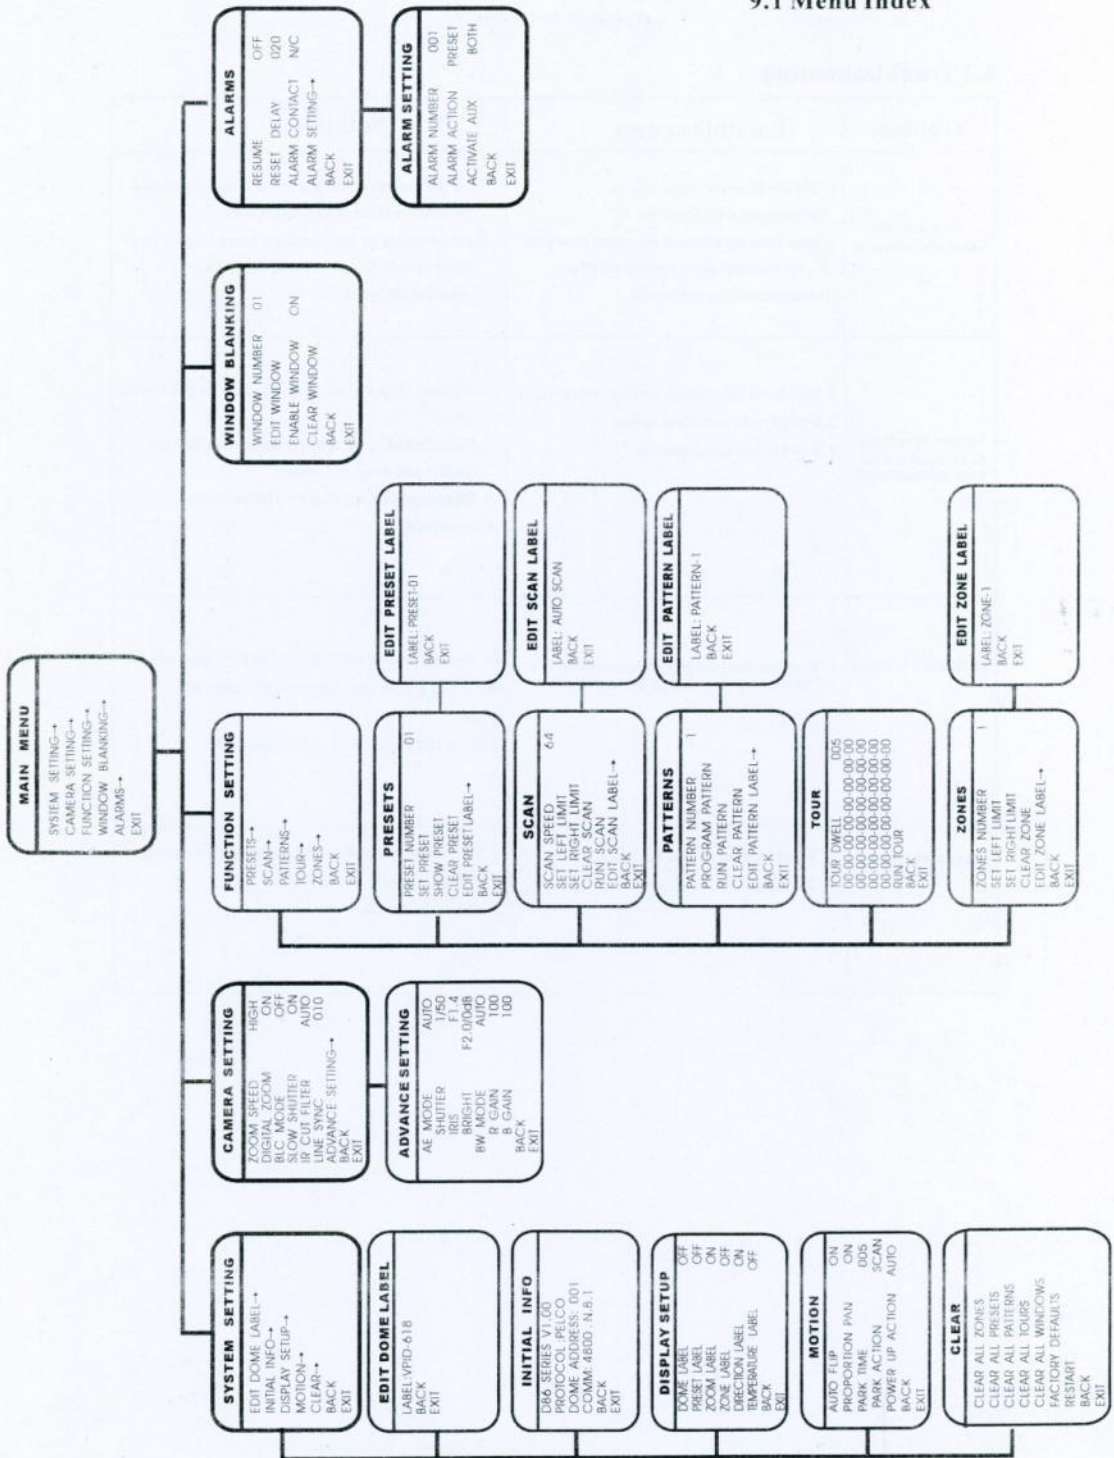 9.1 Menu Index
MAIN MENU
SYSTEM SETTING→
CAMERA SETTING→
FUNCTION SETTING→
WINDOW BLANKING→
ALARMS→
EXIT
SYSTEM SETTING
EDIT DOME LABEL→
INITIAL INFO→
DISPLAY SETUP→
MOTION→
CLEAR→
BACK
EXIT
EDIT DOME LABEL
LABEL:VPID-618
BACK
EXIT
INITIAL INFO
DB6 SERIES V1.00
PROTOCOL :PELCO
DOME ADDRESS: 001
COMM: 4800 : N.8.1
BACK
EXIT
DISPLAY SETUP
DOME LABEL OFF
PRESET LABEL OFF
ZOOM LABEL ON
ZONE LABEL OFF
DIRECTION LABEL ON
TEMPERATURE LABEL OFF
BACK
EXIT
MOTION
AUTO FLIP ON
PROPORTION PAN ON
PARK TIME 005
PARK ACTION SCAN
POWER UP ACTION AUTO
BACK
EXIT
CLEAR
CLEAR ALL ZONES
CLEAR ALL PRESETS
CLEAR ALL PATTERNS
CLEAR ALL TOURS
CLEAR ALL WINDOWS
FACTORY DEFAULTS
RESTART
BACK
EXIT
CAMERA SETTING
ZOOM SPEED HIGH
DIGITAL ZOOM ON
BLC MODE OFF
SLOW SHUTTER ON
IR CUT FILTER AUTO
LINE SYNC 010
ADVANCE SETTING→
BACK
EXIT
ADVANCE SETTING
AE MODE AUTO
SHUTTER 1/50
IRIS F1.4
BRIGHT F2.0/0dB
BW MODE AUTO
R GAIN 100
B GAIN 100
BACK
EXIT
FUNCTION SETTING
PRESETS→
SCAN→
PATTERNS→
TOUR→
ZONES→
BACK
EXIT
PRESETS
PRESET NUMBER 01
SET PRESET
SHOW PRESET
CLEAR PRESET
EDIT PRESET LABEL→
BACK
EXIT
EDIT PRESET LABEL
LABEL: PRESET-01
BACK
EXIT
SCAN
SCAN SPEED 64
SET LEFT LIMIT
SET RIGHT LIMIT
CLEAR SCAN
RUN SCAN
EDIT SCAN LABEL→
BACK
EXIT
EDIT SCAN LABEL
LABEL: AUTO SCAN
BACK
EXIT
PATTERNS
PATTERN NUMBER 1
PROGRAM PATTERN
RUN PATTERN
CLEAR PATTERN
EDIT PATTERN LABEL→
BACK
EXIT
EDIT PATTERN LABEL
LABEL: PATTERN-1
BACK
EXIT
TOUR
TOUR DWELL 005
00-00-00-00-00-00-00-00
00-00-00-00-00-00-00-00
00-00-00-00-00-00-00-00
00-00-00-00-00-00-00-00
RUN TOUR
BACK
EXIT
ZONES
ZONES NUMBER 1
SET LEFT LIMIT
SET RIGHT LIMIT
CLEAR ZONE
EDIT ZONE LABEL→
BACK
EXIT
EDIT ZONE LABEL
LABEL: ZONE-1
BACK
EXIT
WINDOW BLANKING
WINDOW NUMBER 01
EDIT WINDOW
ENABLE WINDOW ON
CLEAR WINDOW
BACK
EXIT
ALARMS
RESUME OFF
RESET DELAY 020
ALARM CONTACT N/C
ALARM SETTING→
BACK
EXIT
ALARM SETTING
ALARM NUMBER 001
ALARM ACTION PRESET
ACTIVATE AUX BOTH
BACK
EXIT